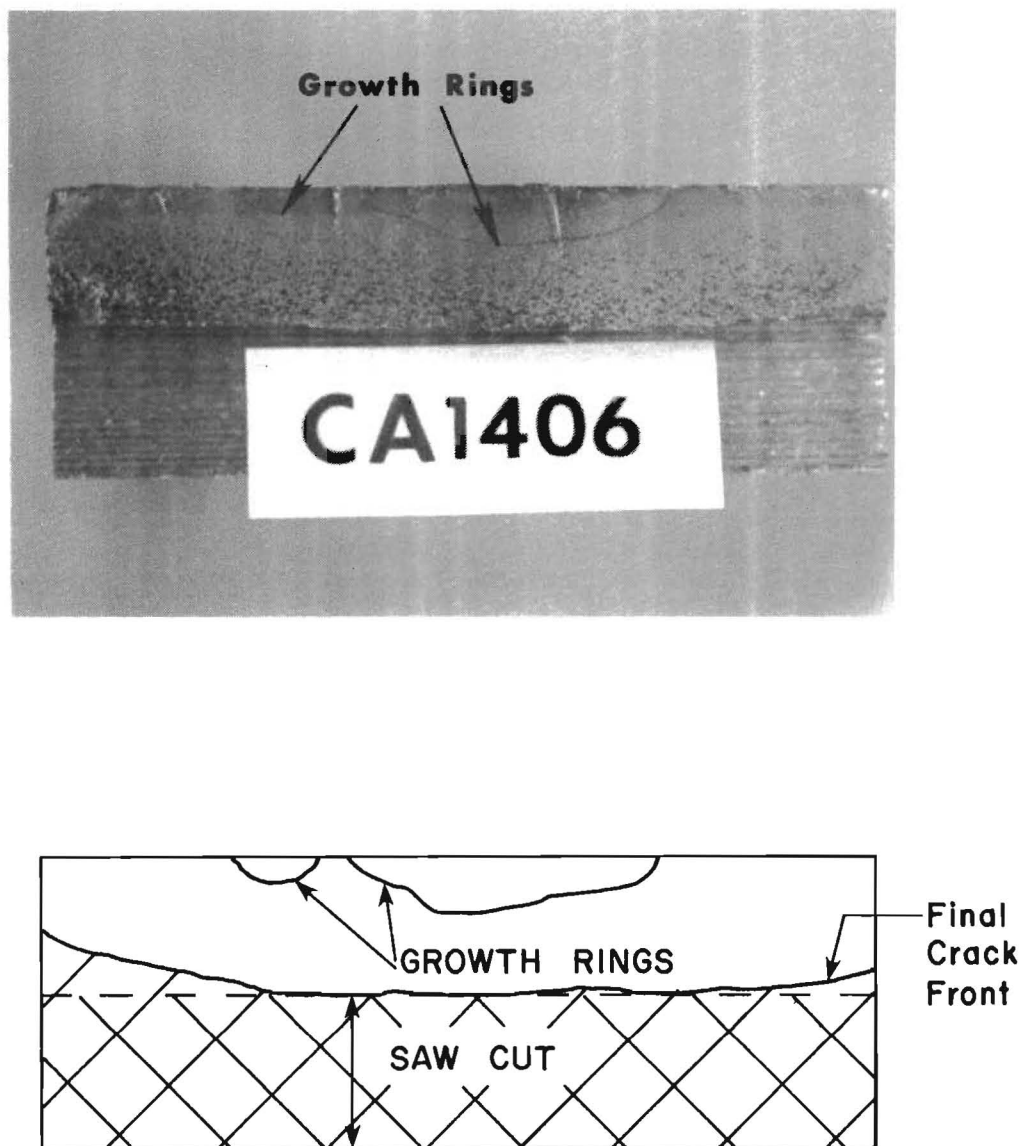 Growth Rings
CA1406
GROWTH RINGS
Final
Crack
Front
SAW CUT